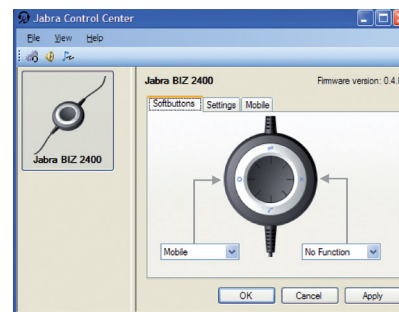 Jabra Control Center
File View Help
Jabra BIZ 2400 Firmware version: 0.4.
Softbuttons Settings Mobile
Jabra BIZ 2400
Mobile No Function
OK Cancel Apply